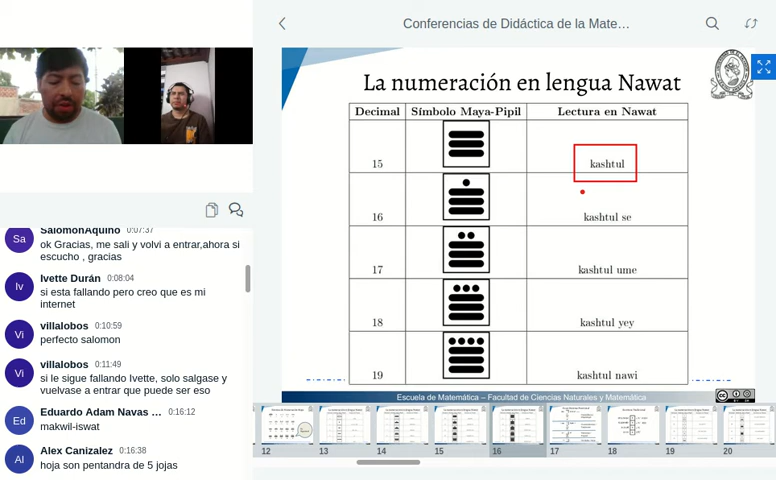 Conferencias de Didáctica de la Mate...
La numeración en lengua Nawat
Decimal Símbolo Maya-Pipil Lectura en Nawat
15 kashtul
16 kashtul se
17 kashtul ume
18 kashtul yey
19 kashtul nawi
Escuela de Matemática – Facultad de Ciencias Naturales y Matemática
Sa SalomonAquino 0:07:37
ok Gracias, me sali y volvi a entrar,ahora si
escucho , gracias
Iv Ivette Durán 0:08:04
si esta fallando pero creo que es mi
internet
Vi villalobos 0:10:59
perfecto salomon
Vi villalobos 0:11:49
si le sigue fallando Ivette, solo salgase y
vuelvase a entrar que puede ser eso
Ed Eduardo Adam Navas ... 0:16:12
makwil-iswat
Al Alex Canizalez 0:16:38
hoja son pentandra de 5 jojas
12 13 14 15 16 17 18 19 20